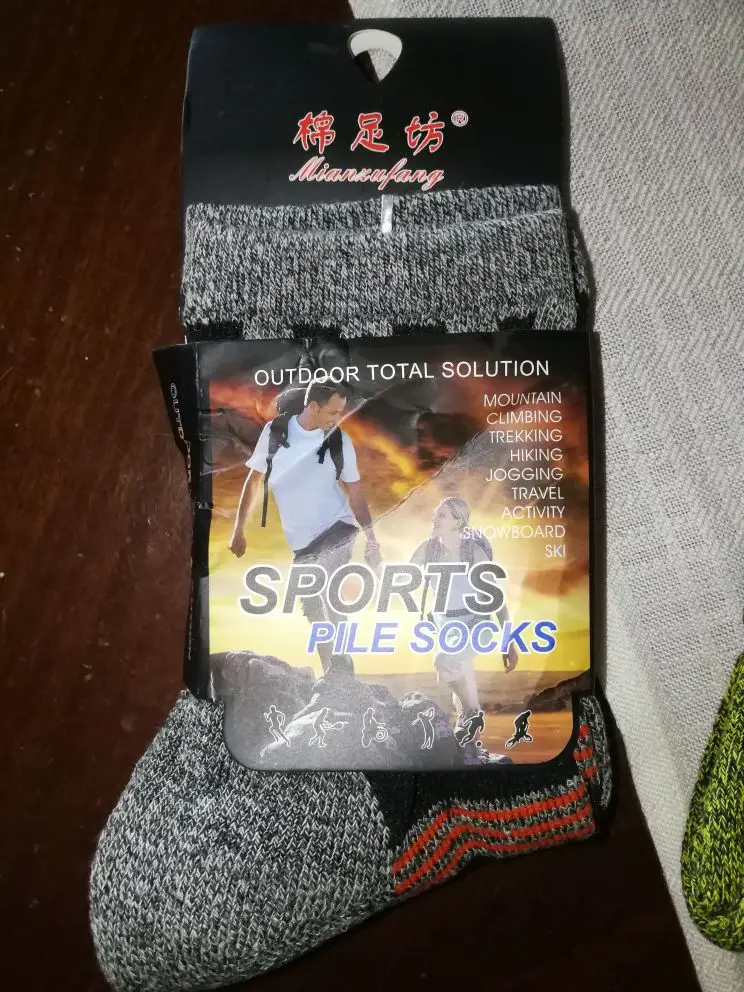 棉足坊®
Mianzufang
OUTDOOR TOTAL SOLUTION
MOUNTAIN
CLIMBING
TREKKING
HIKING
JOGGING
TRAVEL
ACTIVITY
SNOWBOARD
SKI
SPORTS
PILE SOCKS